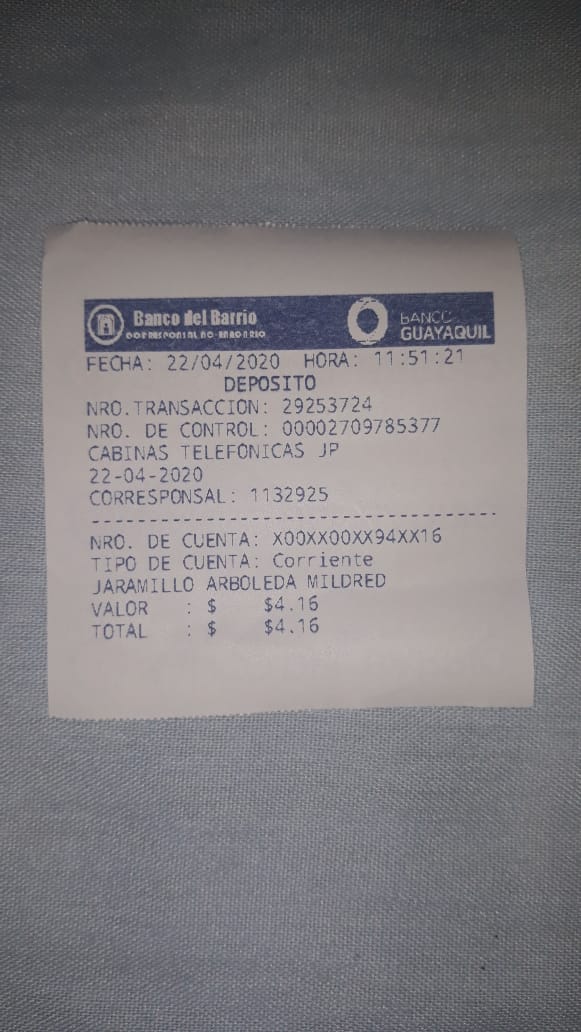 Banco del Barrio
CORRESPONSAL NO BANCARIO
BANCO
GUAYAQUIL
FECHA: 22/04/2020 HORA: 11:51:21
DEPOSITO
NRO.TRANSACCION: 29253724
NRO. DE CONTROL: 00002709785377
CABINAS TELEFONICAS JP
22-04-2020
CORRESPONSAL: 1132925
NRO. DE CUENTA: X00XX00XX94XX16
TIPO DE CUENTA: Corriente
JARAMILLO ARBOLEDA MILDRED
VALOR : $ $4.16
TOTAL : $ $4.16